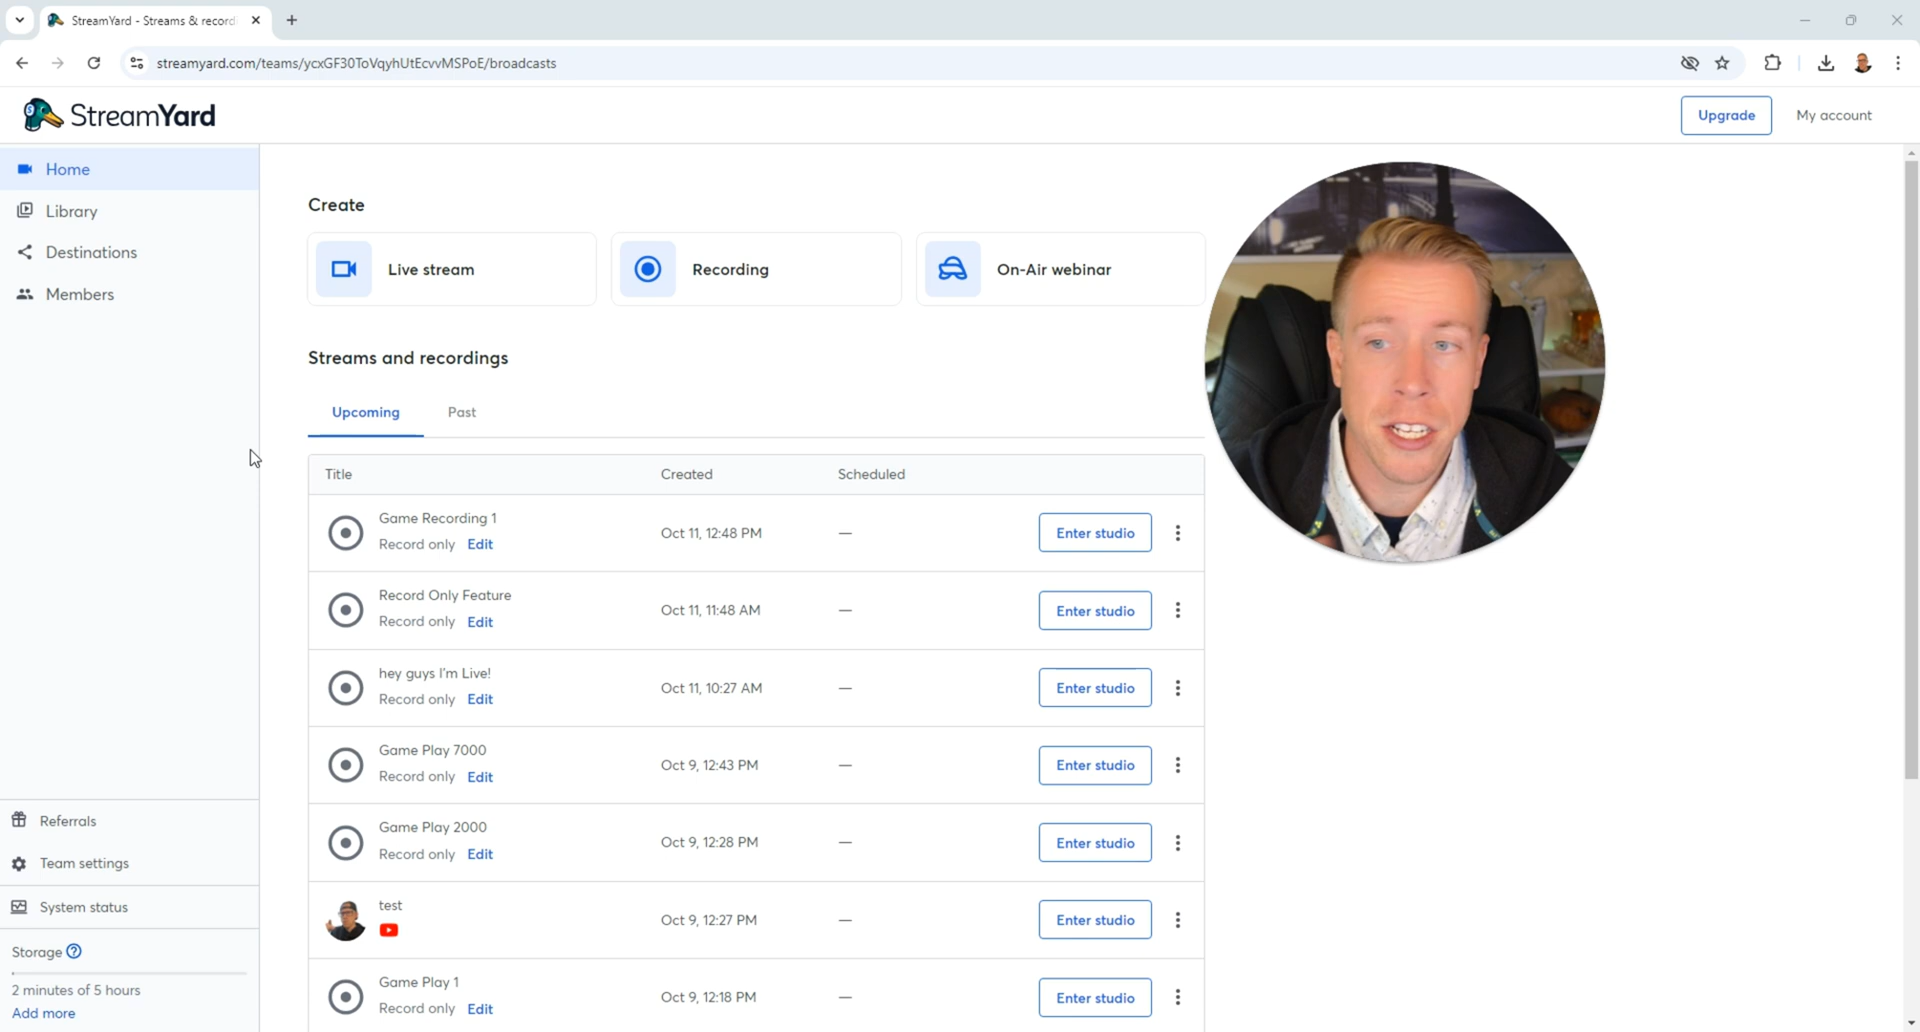 StreamYard - Streams & recordi
streamyard.com/teams/ycxGF30ToVqyhUtEcvvMSPoE/broadcasts
StreamYard
Upgrade
My account
Home
Library
Destinations
Members
Create
Live stream
Recording
On-Air webinar
Streams and recordings
Upcoming
Past
Title
Created
Scheduled
Game Recording 1
Record only Edit
Oct 11, 12:48 PM
—
Enter studio
Record Only Feature
Record only Edit
Oct 11, 11:48 AM
—
Enter studio
hey guys I'm Live!
Record only Edit
Oct 11, 10:27 AM
—
Enter studio
Game Play 7000
Record only Edit
Oct 9, 12:43 PM
—
Enter studio
Game Play 2000
Record only Edit
Oct 9, 12:28 PM
—
Enter studio
test
Oct 9, 12:27 PM
—
Enter studio
Game Play 1
Record only Edit
Oct 9, 12:18 PM
—
Enter studio
Referrals
Team settings
System status
Storage
2 minutes of 5 hours
Add more